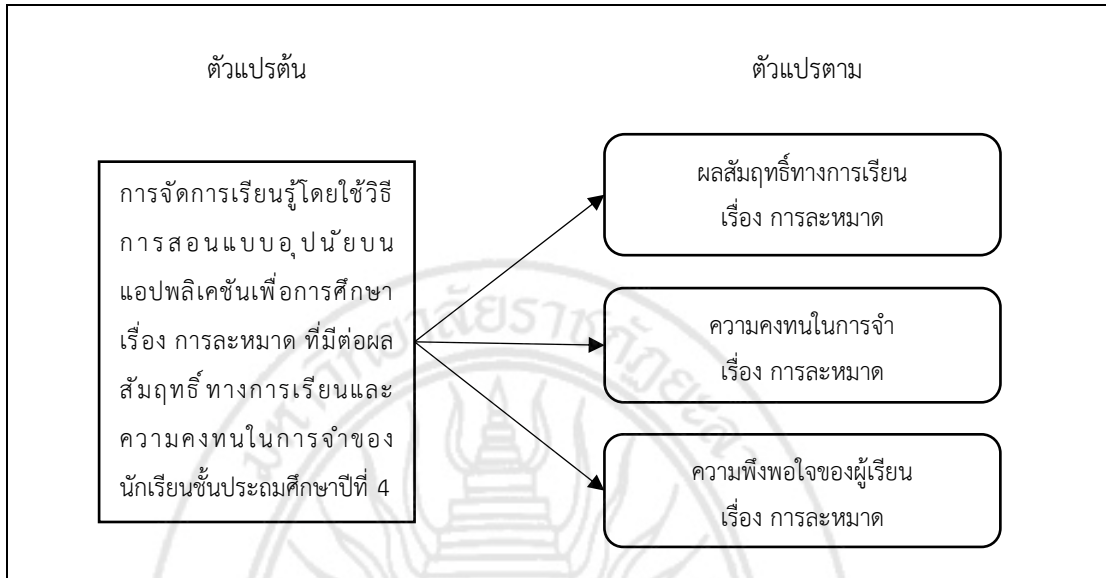 ตัวแปรต้น
ตัวแปรตาม
การจัดการเรียนรู้โดยใช้วิธี
การสอนแบบอุปนัยบน
แอปพลิเคชันเพื่อการศึกษา
เรื่อง การละหมาด ที่มีต่อผล
สัมฤทธิ์ทางการเรียนและ
ความคงทนในการจำของ
นักเรียนชั้นประถมศึกษาปีที่ 4
ผลสัมฤทธิ์ทางการเรียน
เรื่อง การละหมาด
ความคงทนในการจำ
เรื่อง การละหมาด
ความพึงพอใจของผู้เรียน
เรื่อง การละหมาด